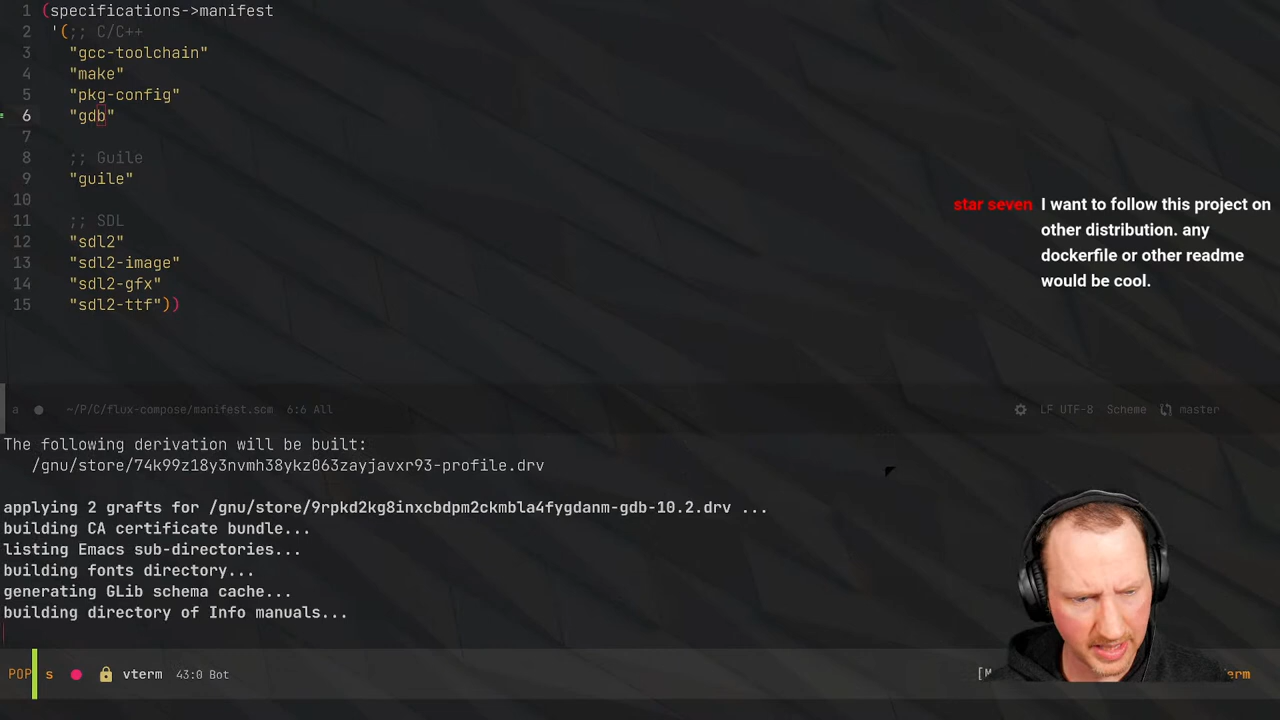 1 (specifications->manifest
2 '(;; C/C++
3 "gcc-toolchain"
4 "make"
5 "pkg-config"
6 "gdb"
7
8 ;; Guile
9 "guile"
10
11 ;; SDL
12 "sdl2"
13 "sdl2-image"
14 "sdl2-gfx"
15 "sdl2-ttf"))
star seven I want to follow this project on
other distribution. any
dockerfile or other readme
would be cool.
a ~/P/C/flux-compose/manifest.scm 6:6 All LF UTF-8 Scheme master
The following derivation will be built:
/gnu/store/74k99z18y3nvmh38ykz063zayjavxr93-profile.drv
applying 2 grafts for /gnu/store/9rpkd2kg8inxcbdpm2ckmbla4fygdanm-gdb-10.2.drv ...
building CA certificate bundle...
listing Emacs sub-directories...
building fonts directory...
generating GLib schema cache...
building directory of Info manuals...
POP s vterm 43:0 Bot